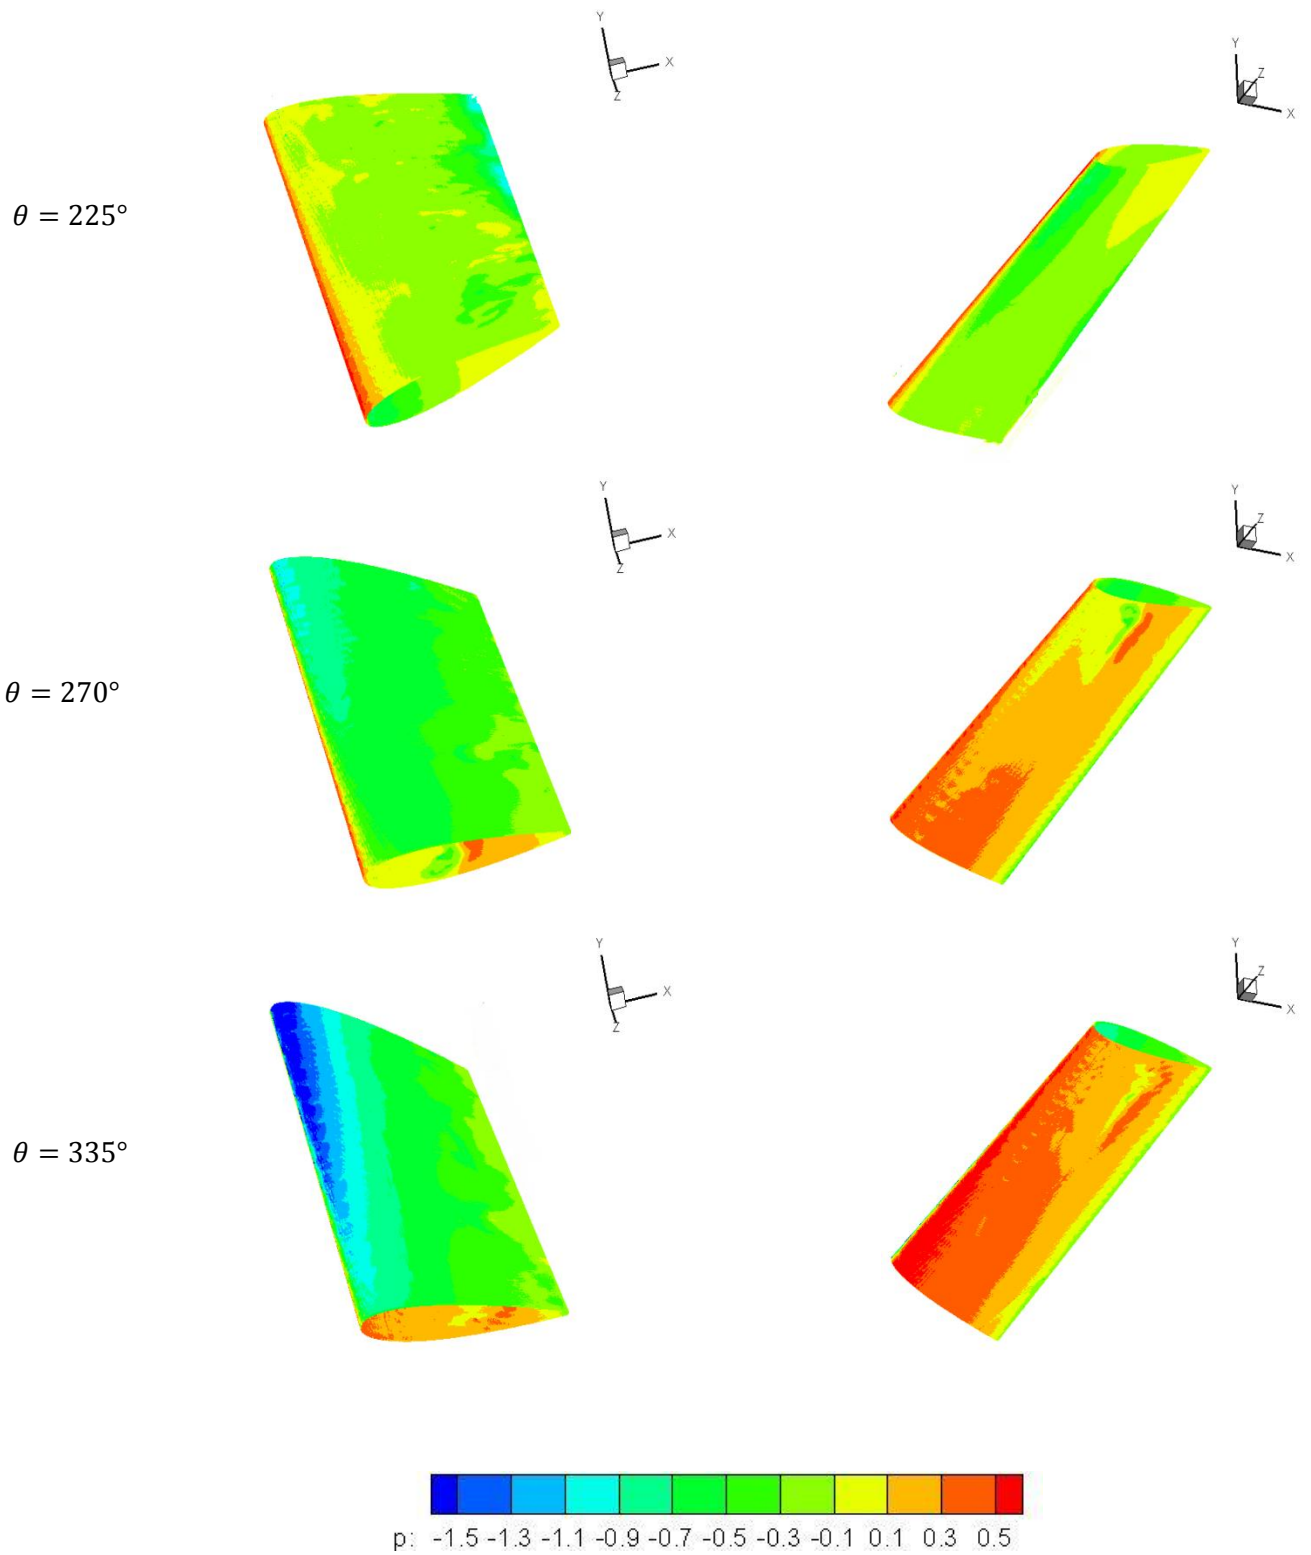 Y
X
Z
Y
Z
X
θ = 225°
Y
X
Z
Y
Z
X
θ = 270°
Y
X
Z
Y
Z
X
θ = 335°
p: -1.5 -1.3 -1.1 -0.9 -0.7 -0.5 -0.3 -0.1 0.1 0.3 0.5